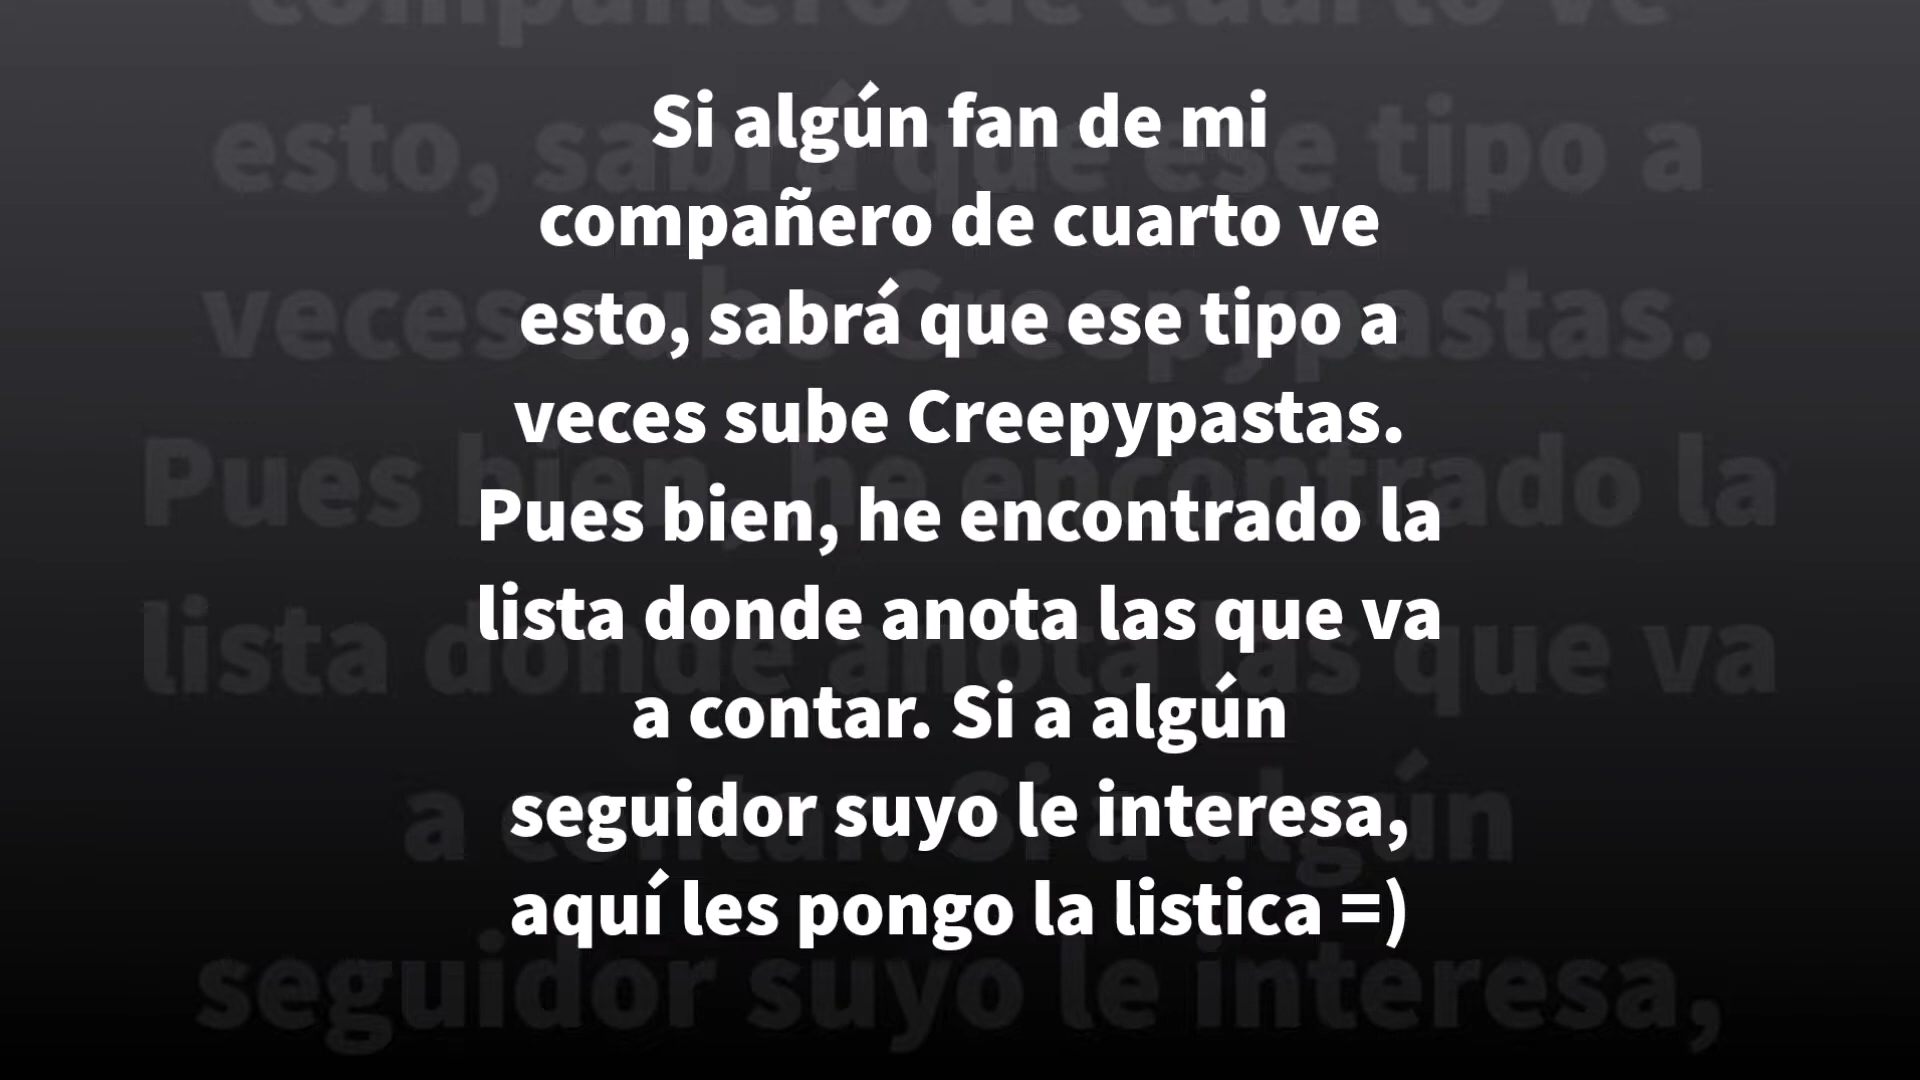 Si algún fan de mi
compañero de cuarto ve
esto, sabrá que ese tipo a
veces sube Creepypastas.
Pues bien, he encontrado la
lista donde anota las que va
a contar. Si a algún
seguidor suyo le interesa,
aquí les pongo la listica =)